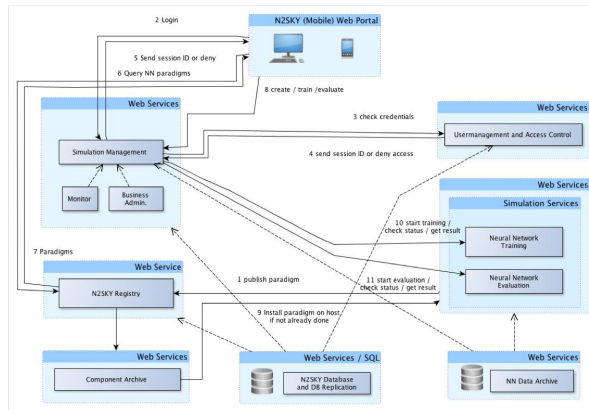 2 Login
N2SKY (Mobile) Web Portal
5 Send session ID or deny
6 Query NN paradigms
8 create / train /evaluate
Web Services
Simulation Management
Monitor
Business
Admin.
3 check credentials
Web Services
Usermanagement and Access Control
4 send session ID or deny access
Web Services
Simulation Services
10 start training /
check status / get result
Neural Network
Training
Neural Network
Evaluation
7 Paradigms
Web Service
N2SKY Registry
1 publish paradigm
11 start evaluation /
check status / get result
9 Install paradigm on host
if not already done
Web Services
Component Archive
Web Services / SQL
N2SKY Database
and DB Replication
Web Services
NN Data Archive